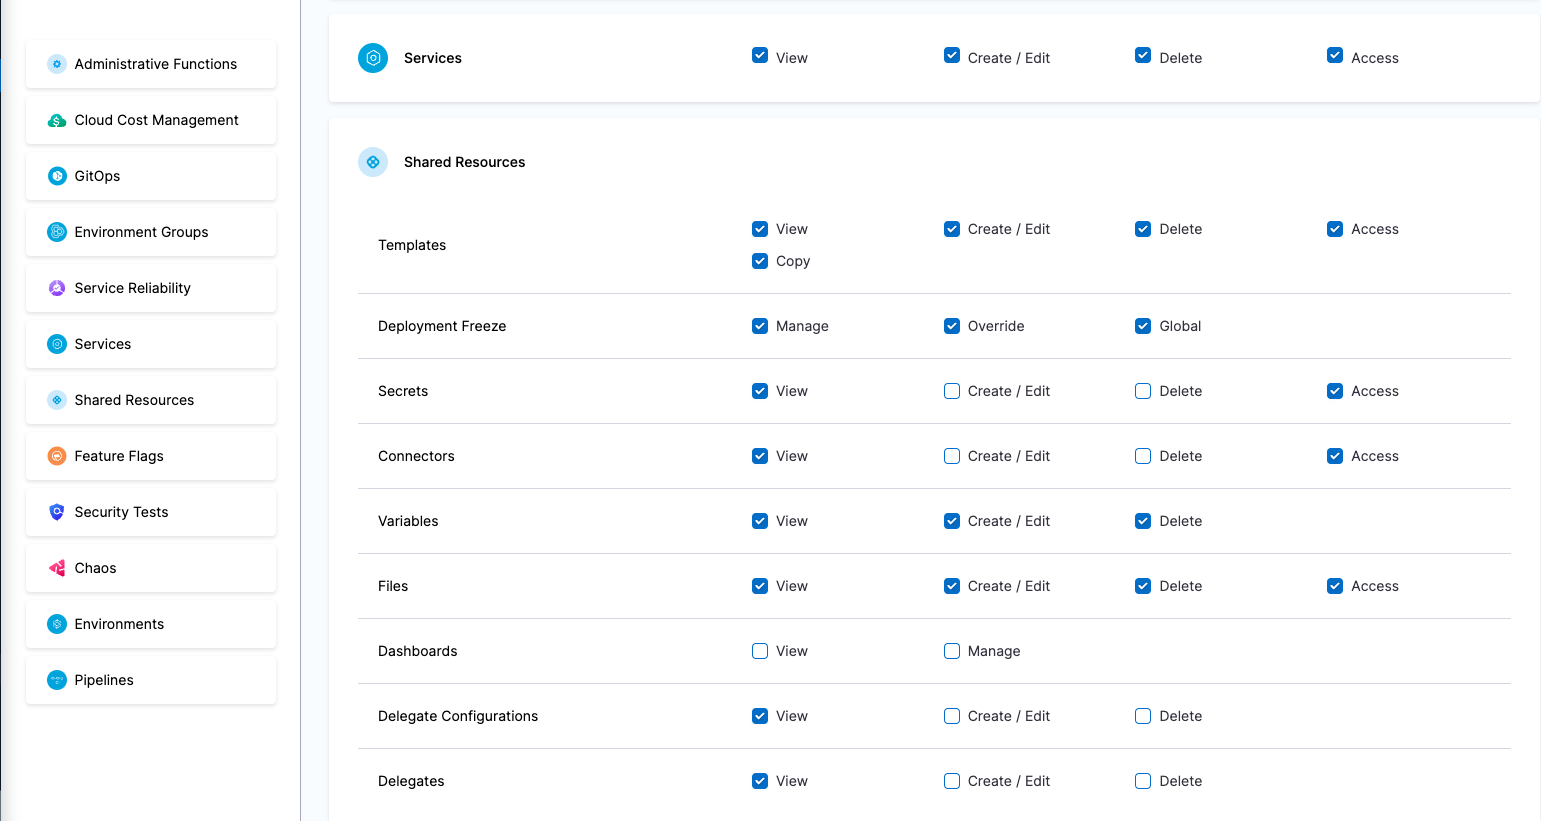 Administrative Functions
Cloud Cost Management
GitOps
Environment Groups
Service Reliability
Services
Shared Resources
Feature Flags
Security Tests
Chaos
Environments
Pipelines
Services View Create / Edit Delete Access
Shared Resources
Templates View Create / Edit Delete Access
Copy
Deployment Freeze Manage Override Global
Secrets View Create / Edit Delete Access
Connectors View Create / Edit Delete Access
Variables View Create / Edit Delete
Files View Create / Edit Delete Access
Dashboards View Manage
Delegate Configurations View Create / Edit Delete
Delegates View Create / Edit Delete